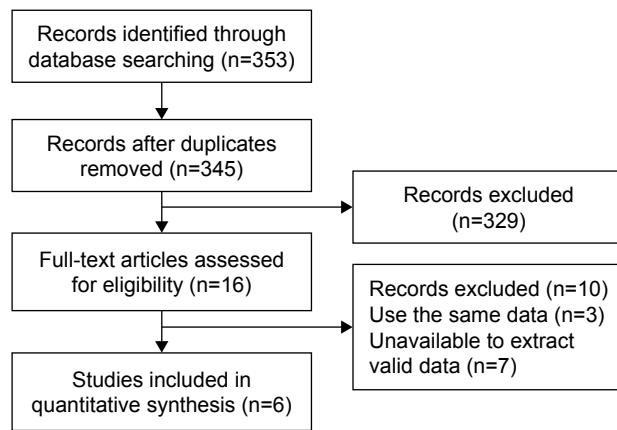 Records identified through
database searching (n=353)
Records after duplicates
removed (n=345)
Records excluded
(n=329)
Full-text articles assessed
for eligibility (n=16)
Records excluded (n=10)
Use the same data (n=3)
Unavailable to extract
valid data (n=7)
Studies included in
quantitative synthesis (n=6)